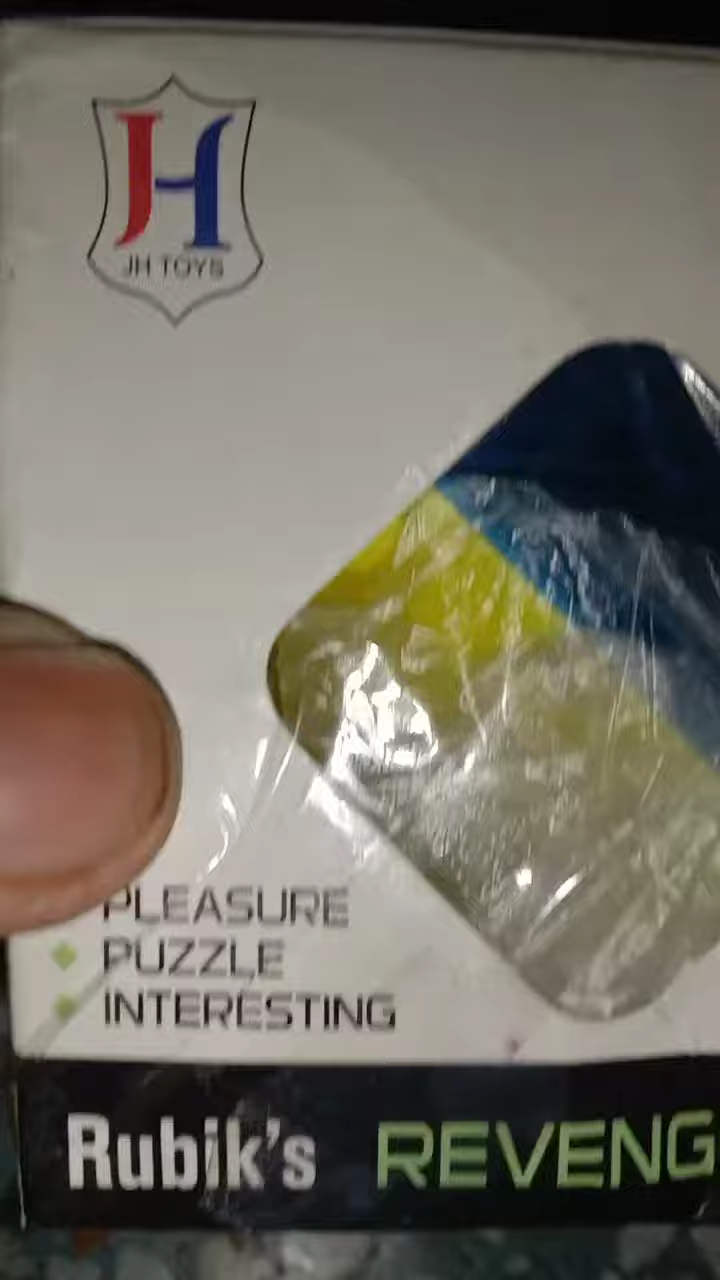 JH
JH TOYS
PLEASURE
PUZZLE
INTERESTING
Rubik's REVENG